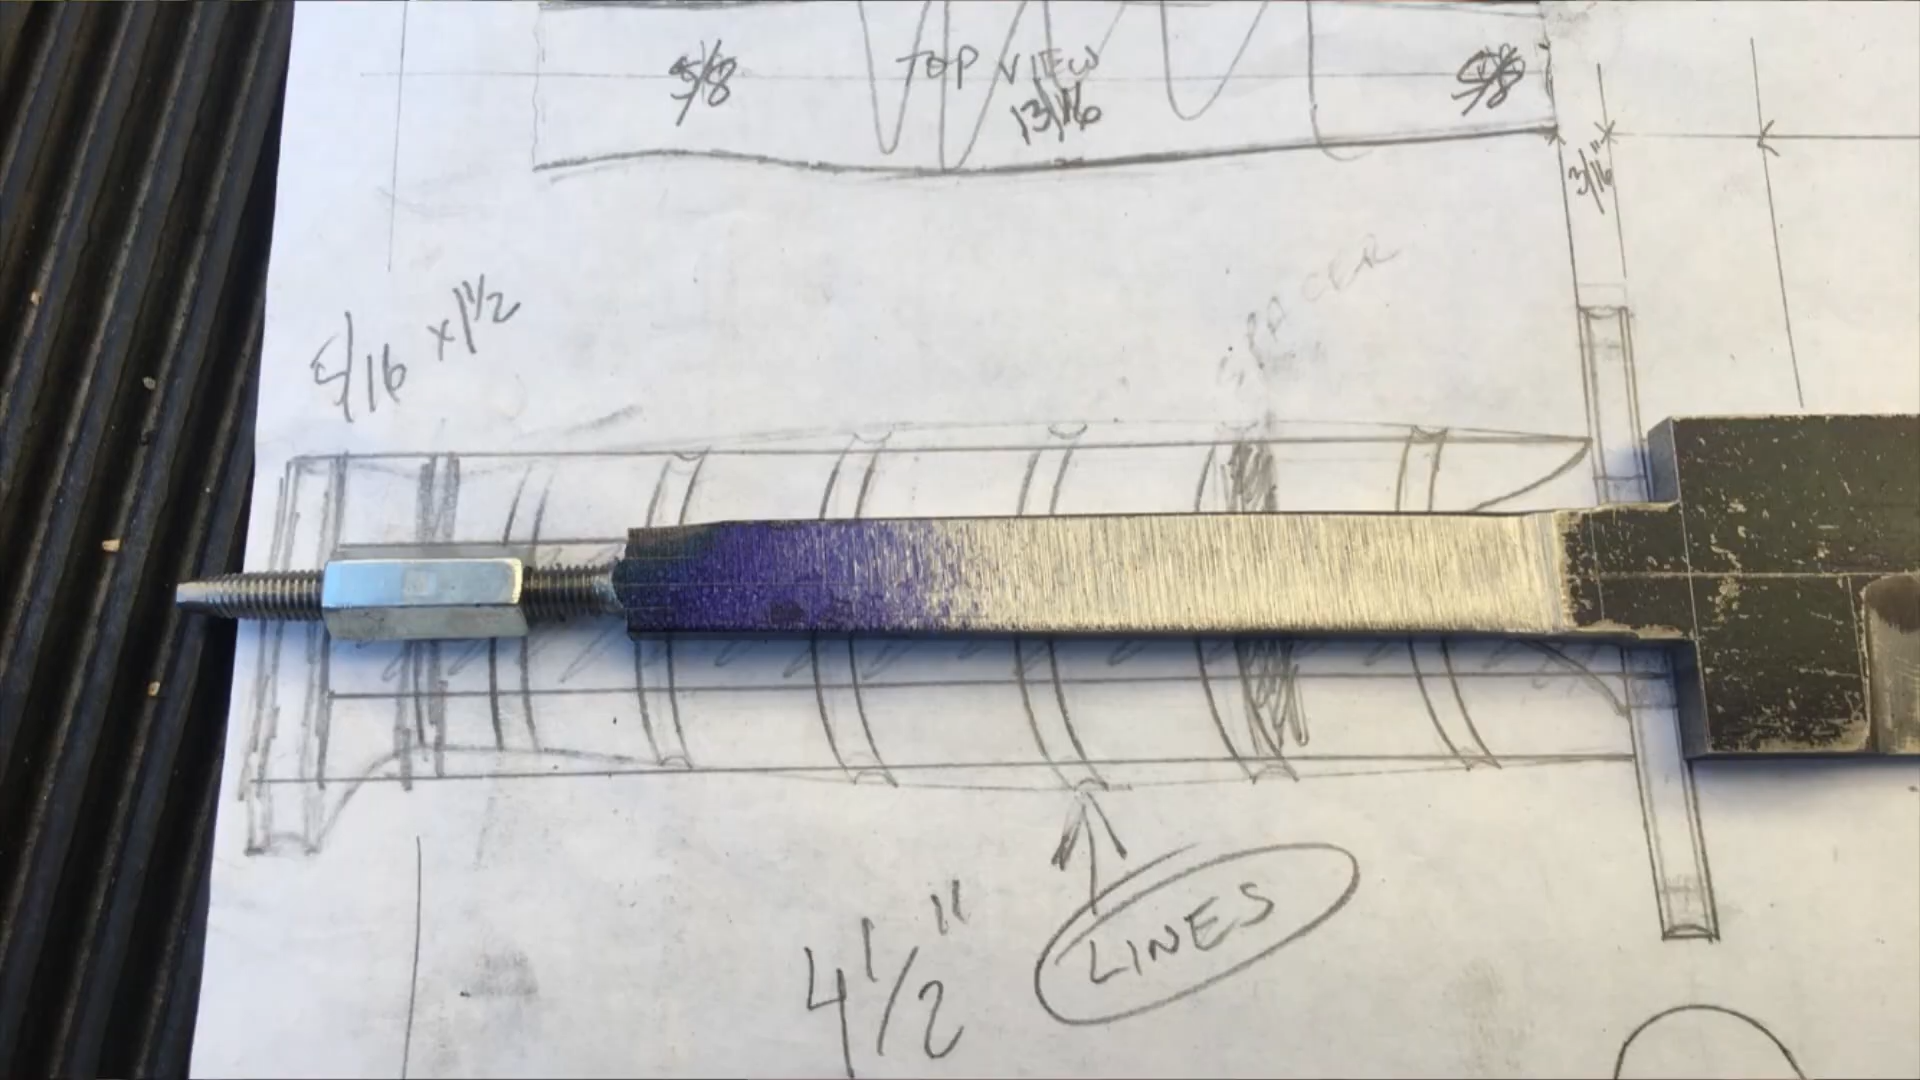 5/8
TOP VIEW
13/16
5/8
3/16"
5/16 x 1 1/2
SPACER
4 1/2"
LINES